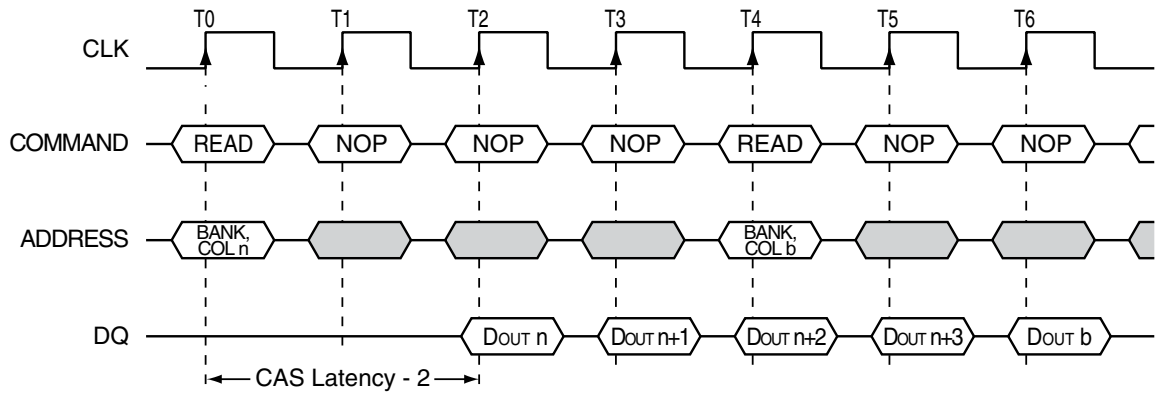 T0 T1 T2 T3 T4 T5 T6
CLK
COMMAND READ NOP NOP NOP READ NOP NOP
ADDRESS BANK, COL n BANK, COL b
DQ DOUT n DOUT n+1 DOUT n+2 DOUT n+3 DOUT b
CAS Latency - 2